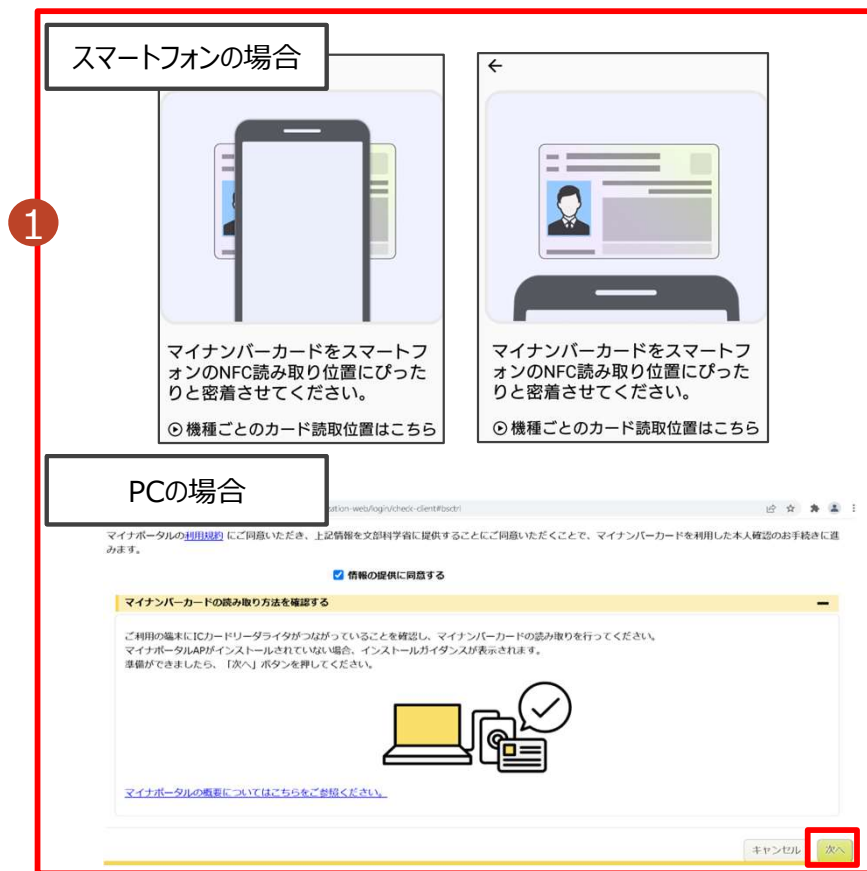 スマートフォンの場合
←
1
マイナンバーカードをスマートフ
ォンのNFC読み取り位置にぴった
りと密着させてください。
機種ごとのカード読取位置はこちら
マイナンバーカードをスマートフ
ォンのNFC読み取り位置にぴった
りと密着させてください。
機種ごとのカード読取位置はこちら
PCの場合
ation-web/login/check-client#bsctrl
マイナポータルの利用規約 にご同意いただき、上記情報を文部科学省に提供することにご同意いただくことで、マイナンバーカードを利用した本人確認のお手続きに進
みます。
情報の提供に同意する
マイナンバーカードの読み取り方法を確認する
ご利用の端末にICカードリーダライタがつながっていることを確認し、マイナンバーカードの読み取りを行ってください。
マイナポータルAPがインストールされていない場合、インストールガイダンスが表示されます。
準備ができましたら、「次へ」ボタンを押してください。
マイナポータルの概要についてはこちらをご参照ください。
キャンセル
次へ